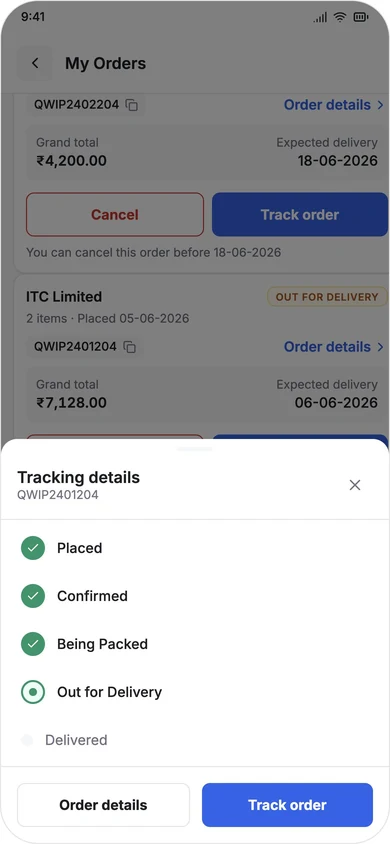 9:41
My Orders
QWIP2402204
Order details
Grand total
Expected delivery
₹4,200.00
18-06-2026
Cancel
Track order
You can cancel this order before 18-06-2026
ITC Limited
OUT FOR DELIVERY
2 items · Placed 05-06-2026
QWIP2401204
Order details
Grand total
Expected delivery
₹7,128.00
06-06-2026
Tracking details
QWIP2401204
Placed
Confirmed
Being Packed
Out for Delivery
Delivered
Order details
Track order